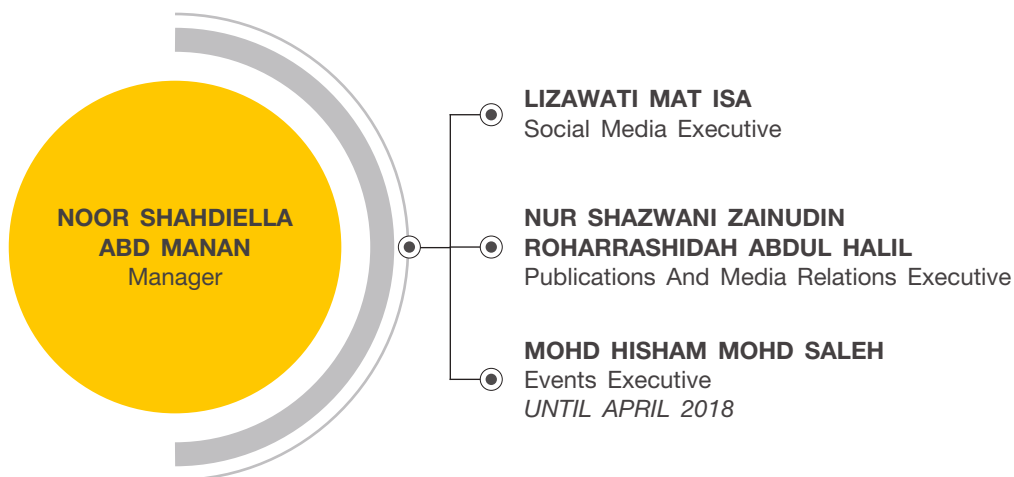 NOOR SHAHDIELLA
ABD MANAN
Manager
LIZAWATI MAT ISA
Social Media Executive
NUR SHAZWANI ZAINUDIN
ROHARRASHIDAH ABDUL HALIL
Publications And Media Relations Executive
MOHD HISHAM MOHD SALEH
Events Executive
UNTIL APRIL 2018